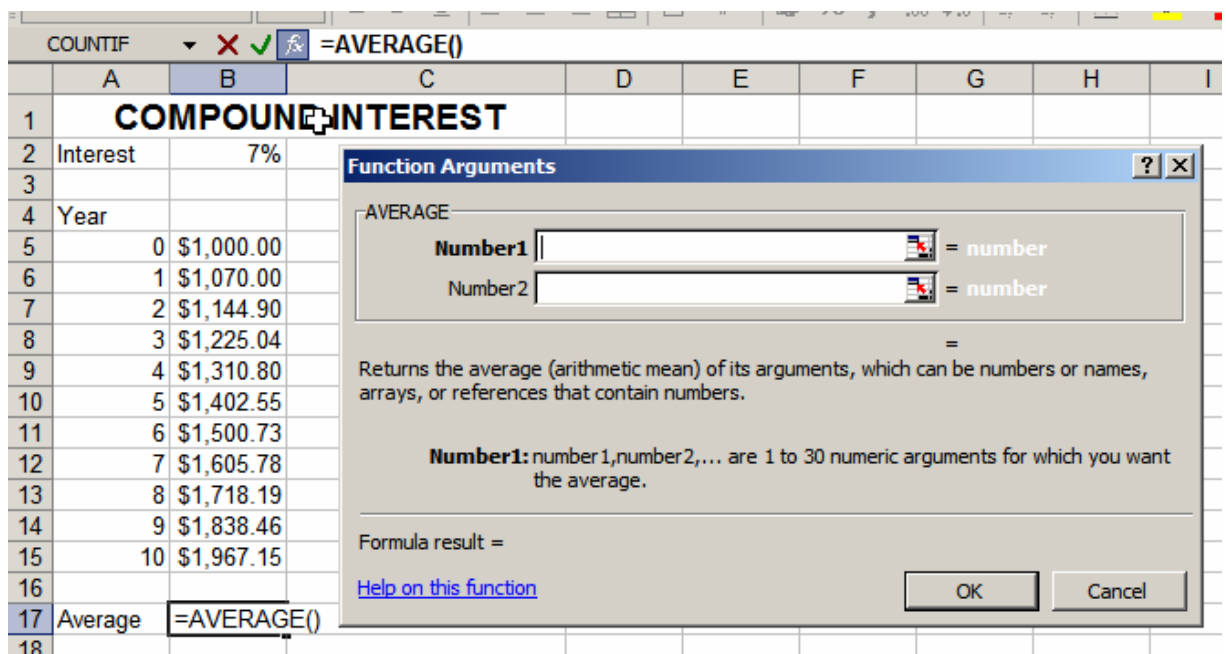 COUNTIF =AVERAGE()
A B C D E F G H I
1 COMPOUND INTEREST
2 Interest 7%
3
4 Year
5 0 $1,000.00
6 1 $1,070.00
7 2 $1,144.90
8 3 $1,225.04
9 4 $1,310.80
10 5 $1,402.55
11 6 $1,500.73
12 7 $1,605.78
13 8 $1,718.19
14 9 $1,838.46
15 10 $1,967.15
16
17 Average =AVERAGE()
18
Function Arguments
AVERAGE
Number1 = number
Number2 = number
=
Returns the average (arithmetic mean) of its arguments, which can be numbers or names,
arrays, or references that contain numbers.
Number1: number1,number2,... are 1 to 30 numeric arguments for which you want
the average.
Formula result =
Help on this function
OK Cancel